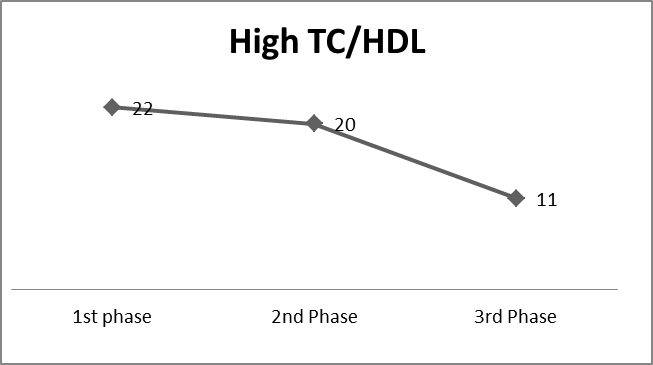 High TC/HDL
22
20
11
1st phase
2nd Phase
3rd Phase